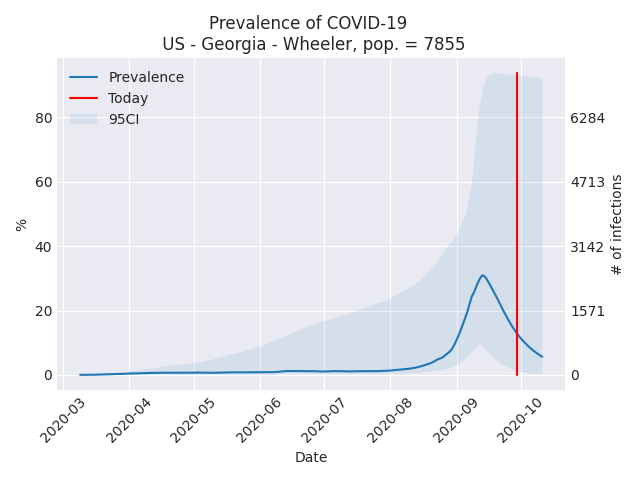 Prevalence of COVID-19
US - Georgia - Wheeler, pop. = 7855
Prevalence
Today
95CI
80
60
40
20
0
%
6284
4713
3142
1571
0
# of infections
2020-03
2020-04
2020-05
2020-06
2020-07
2020-08
2020-09
2020-10
Date